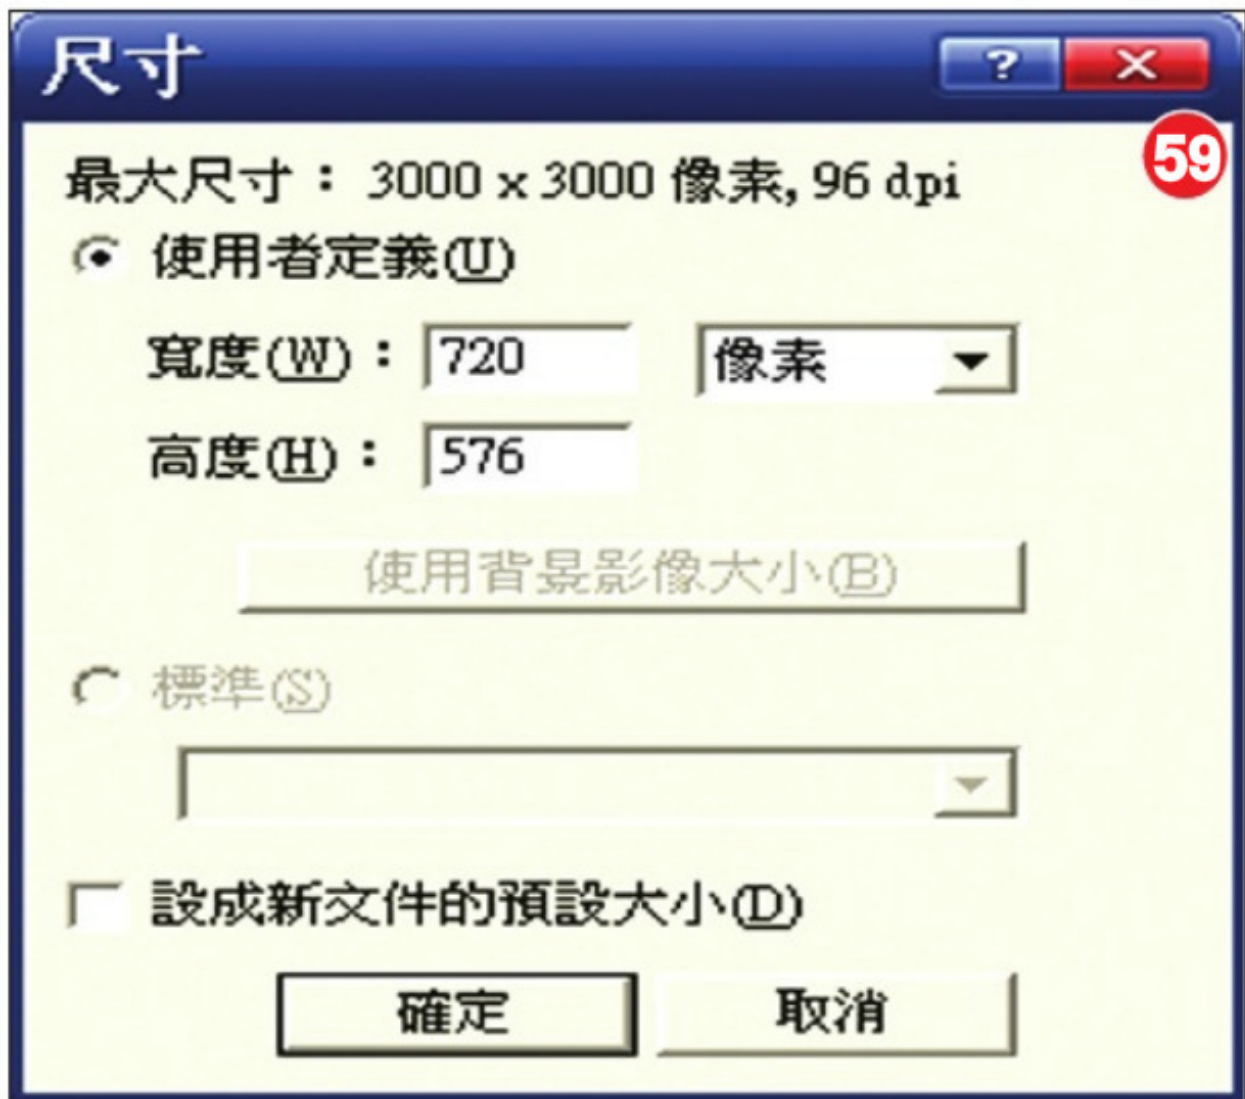 尺寸
?
59
最大尺寸：3000 x 3000 像素, 96 dpi
使用者定義(U)
寬度(W)：720 像素
高度(H)：576
使用背景影像大小(B)
標準(S)
設成新文件的預設大小(D)
確定 取消